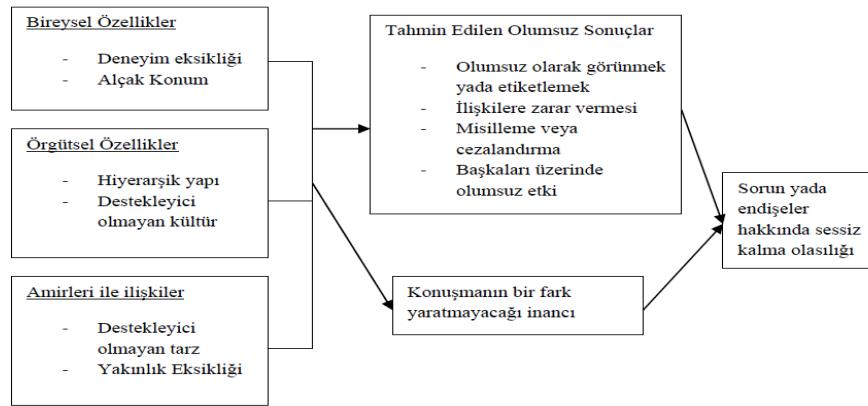 Bireysel Özellikler
- Deneyim eksikliği
- Alçak Konum
Örgütsel Özellikler
- Hiyerarşik yapı
- Destekleyici
olmayan kültür
Amirleri ile ilişkiler
- Destekleyici
olmayan tarz
- Yakınlık Eksikliği
Tahmin Edilen Olumsuz Sonuçlar
- Olumsuz olarak görünmek
yada etiketlemek
- İlişkilere zarar vermesi
- Misilleme veya
cezalandırma
- Başkaları üzerinde
olumsuz etki
Konuşmanın bir fark
yaratmayacağı inancı
Sorun yada
endişeler
hakkında sessiz
kalma olasılığı